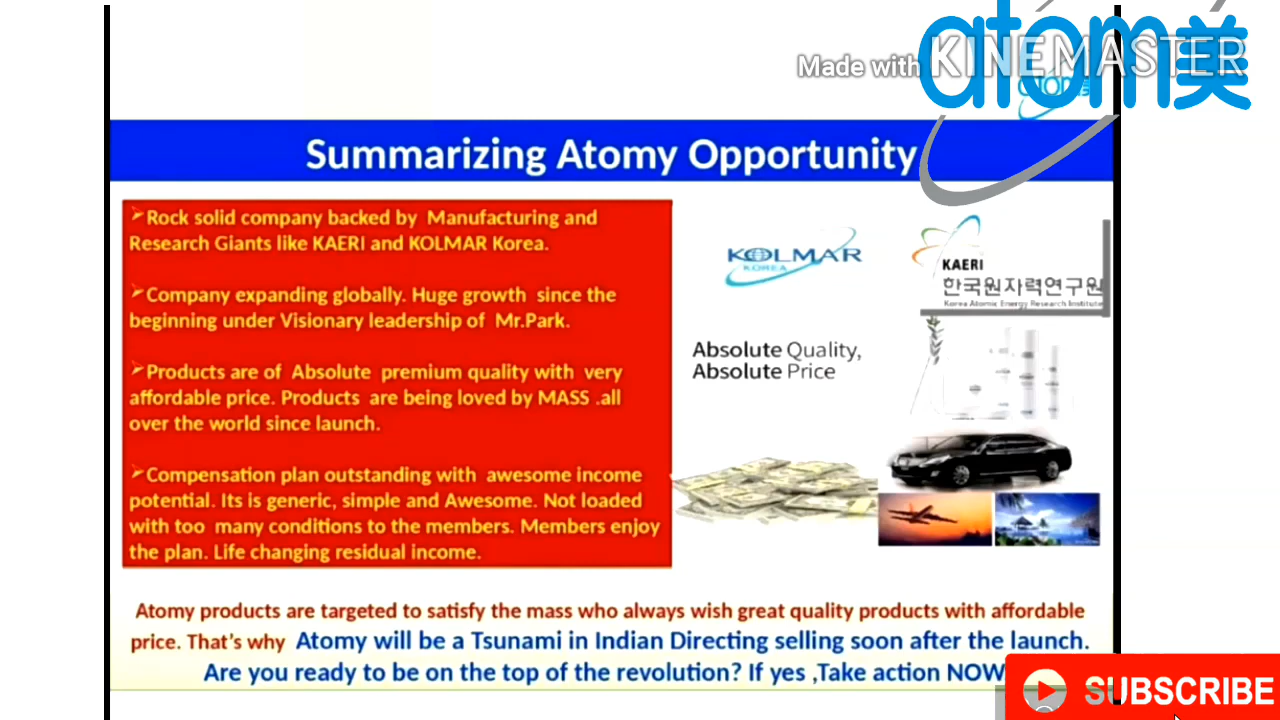 Made with KINEMASTER
atom美
Summarizing Atomy Opportunity
➢Rock solid company backed by Manufacturing and
Research Giants like KAERI and KOLMAR Korea.
➢Company expanding globally. Huge growth since the
beginning under Visionary leadership of Mr.Park.
➢Products are of Absolute premium quality with very
affordable price. Products are being loved by MASS .all
over the world since launch.
➢Compensation plan outstanding with awesome income
potential. Its is generic, simple and Awesome. Not loaded
with too many conditions to the members. Members enjoy
the plan. Life changing residual income.
KOLMAR
KOREA
KAERI
한국원자력연구원
Korea Atomic Energy Research Institute
Absolute Quality,
Absolute Price
Atomy products are targeted to satisfy the mass who always wish great quality products with affordable
price. That's why Atomy will be a Tsunami in Indian Directing selling soon after the launch.
Are you ready to be on the top of the revolution? If yes ,Take action NOW
SUBSCRIBE